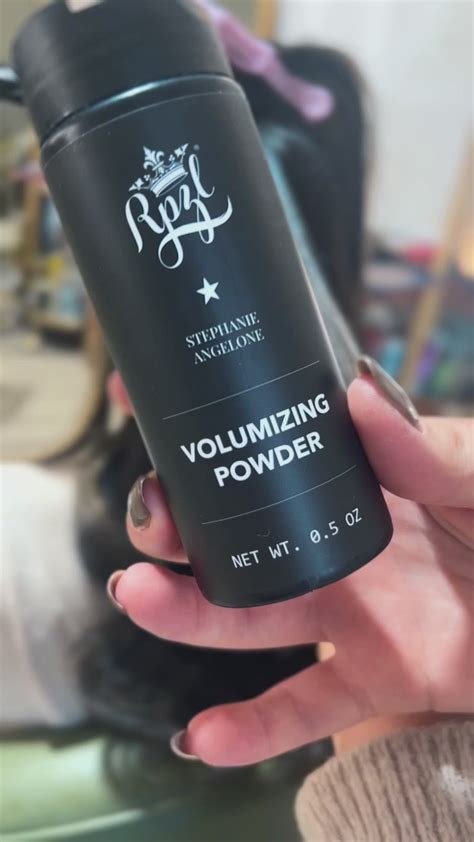 Rpzl
STEPHANIE
ANGELONE
VOLUMIZING
POWDER
NET WT. 0.5 OZ